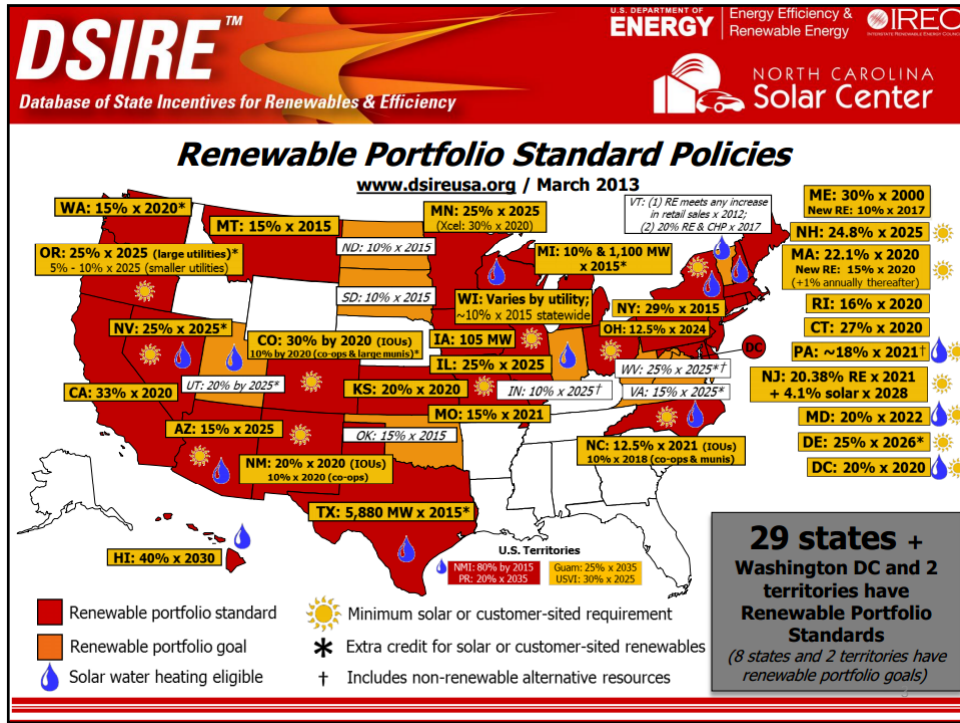 DSIRE™
Database of State Incentives for Renewables & Efficiency
U.S. DEPARTMENT OF
ENERGY
Energy Efficiency &
Renewable Energy
IREC
INTERSTATE RENEWABLE ENERGY COUNCIL
NORTH CAROLINA
Solar Center
Renewable Portfolio Standard Policies
www.dsireusa.org / March 2013
WA: 15% x 2020*
MT: 15% x 2015
MN: 25% x 2025
(Xcel: 30% x 2020)
VT: (1) RE meets any increase
in retail sales x 2012;
(2) 20% RE & CHP x 2017
ME: 30% x 2000
New RE: 10% x 2017
NH: 24.8% x 2025
OR: 25% x 2025 (large utilities)*
5% - 10% x 2025 (smaller utilities)
ND: 10% x 2015
MI: 10% & 1,100 MW
x 2015*
MA: 22.1% x 2020
New RE: 15% x 2020
(+1% annually thereafter)
SD: 10% x 2015
WI: Varies by utility;
~10% x 2015 statewide
NY: 29% x 2015
RI: 16% x 2020
NV: 25% x 2025*
CO: 30% by 2020 (IOUs)
10% by 2020 (co-ops & large munis)*
IA: 105 MW
OH: 12.5% x 2024
CT: 27% x 2020
DC
IL: 25% x 2025
WV: 25% x 2025*†
PA: ~18% x 2021†
UT: 20% by 2025*
KS: 20% x 2020
IN: 10% x 2025†
VA: 15% x 2025*
NJ: 20.38% RE x 2021
+ 4.1% solar x 2028
CA: 33% x 2020
MO: 15% x 2021
MD: 20% x 2022
AZ: 15% x 2025
OK: 15% x 2015
NC: 12.5% x 2021 (IOUs)
10% x 2018 (co-ops & munis)
DE: 25% x 2026*
NM: 20% x 2020 (IOUs)
10% x 2020 (co-ops)
DC: 20% x 2020
TX: 5,880 MW x 2015*
HI: 40% x 2030
U.S. Territories
NMI: 80% by 2015
PR: 20% x 2035
Guam: 25% x 2035
USVI: 30% x 2025
29 states +
Washington DC and 2
territories have
Renewable Portfolio
Standards
(8 states and 2 territories have
renewable portfolio goals)
Renewable portfolio standard
Renewable portfolio goal
Solar water heating eligible
Minimum solar or customer-sited requirement
* Extra credit for solar or customer-sited renewables
† Includes non-renewable alternative resources